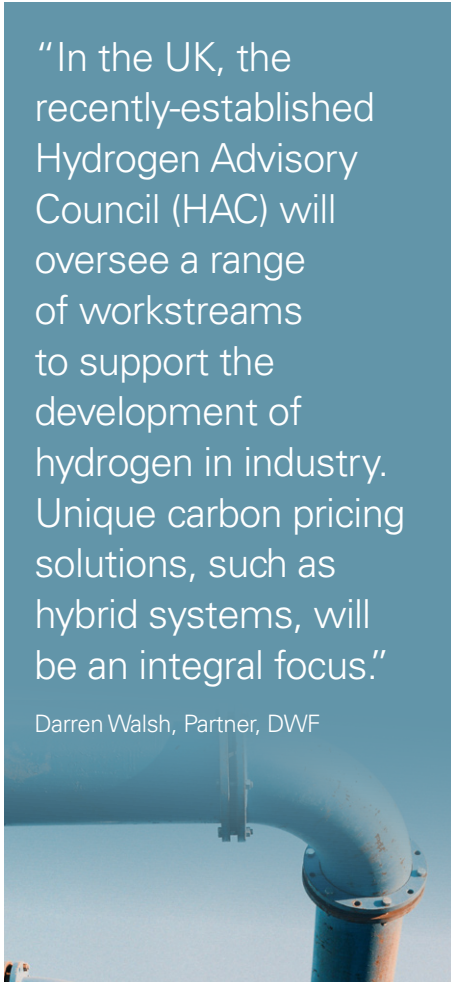 “In the UK, the
recently-established
Hydrogen Advisory
Council (HAC) will
oversee a range
of workstreams
to support the
development of
hydrogen in industry.
Unique carbon pricing
solutions, such as
hybrid systems, will
be an integral focus.”
Darren Walsh, Partner, DWF